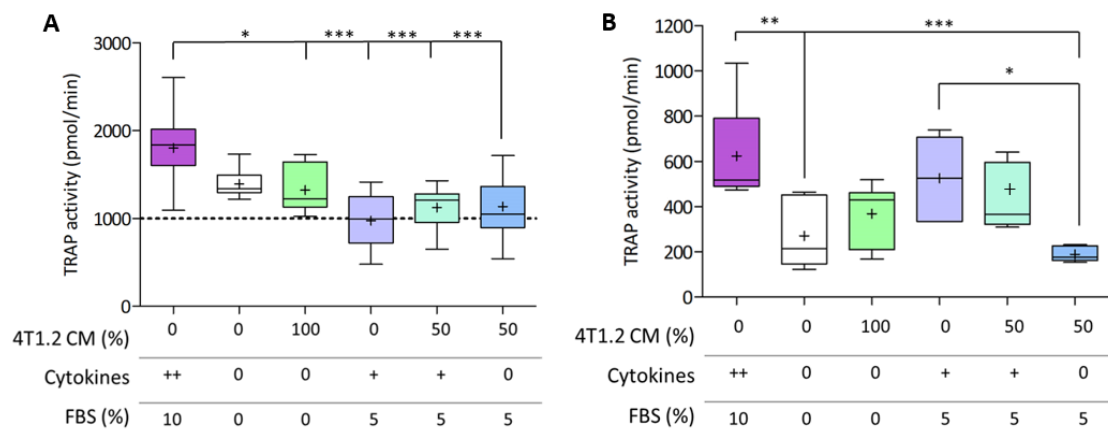 A
* *** *** ***
TRAP activity (pmol/min)
3000
2000
1000
0
4T1.2 CM (%) 0 0 100 0 50 50
Cytokines ++ 0 0 + + 0
FBS (%) 10 0 0 5 5 5
B
** ***
*
TRAP activity (pmol/min)
1200
1000
800
600
400
200
0
4T1.2 CM (%) 0 0 100 0 50 50
Cytokines ++ 0 0 + + 0
FBS (%) 10 0 0 5 5 5